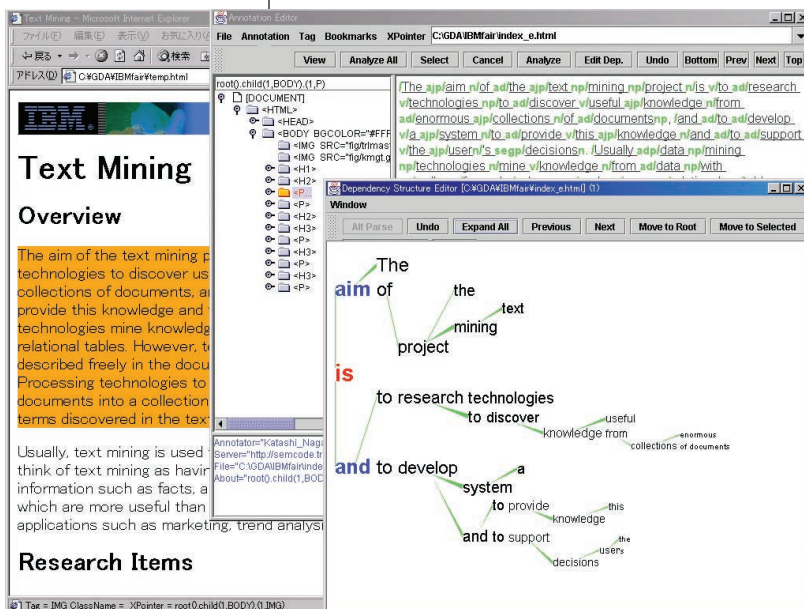 Text Mining - Microsoft Internet Explorer
ファイル(F) 編集(E) 表示(V) お気に入り(A
戻る 検索
アドレス(D) C:¥GDA¥IBMfair¥temp.html
IBM
Text Mining
Overview
The aim of the text mining p
technologies to discover us
collections of documents, a
provide this knowledge and
technologies mine knowledg
relational tables. However, t
described freely in the docu
Processing technologies to
documents into a collection
terms discovered in the tex
Usually, text mining is used
think of text mining as havin
information such as facts, a
which are more useful than
applications such as marketing, trend analysi
Research Items
Tag = IMG ClassName = XPointer = root().child(1,BODY).(1,IMG)
Annotation Editor
File Annotation Tag Bookmarks XPointer C:¥GDA¥IBMfair¥index_e.html
View Analyze All Select Cancel Analyze Edit Dep. Undo Bottom Prev Next Top
root().child(1,BODY).(1,P)
[DOCUMENT]
<HTML>
<HEAD>
<BODY BGCOLOR="#FFF
<IMG SRC="fig/trlmast
<IMG SRC="fig/kmgt.g
<H1>
<H2>
<P...
<P>
<H2>
<H3>
<P>
<H3>
<P>
<H3>
<P>
/The ajp/aim n/of ad/the ajp/text np/mining np/project n/is v/to ad/research
v/technologies np/to ad/discover v/useful ajp/knowledge n/from
ad/enormous ajp/collections n/of ad/documentsnp, /and ad/to ad/develop
v/a ajp/system n/to ad/provide v/this ajp/knowledge n/and ad/to ad/support
v/the ajp/user n/'s segp/decisionsn. /Usually adp/data np/mining
np/technologies n/mine v/knowledge n/from ad/data np/with
Annotator="Katashi_Naga
Server="http://semcode.tr
File="C:\GDA\IBMfair\inde
About="root().child(1,BOD
Dependency Structure Editor [C:¥GDA¥IBMfair¥index_e.html] (1)
Window
Alt Parse Undo Expand All Previous Next Move to Root Move to Selected
The
aim of the
text
mining
project
is
to research technologies
to discover useful
knowledge from enormous
collections of documents
and to develop a
system
to provide this
knowledge
and to support the
user's
decisions